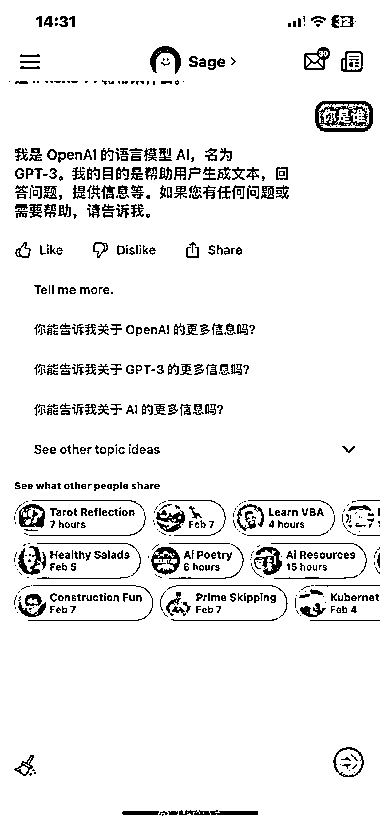 14:31
32
Sage >
你是谁
我是 OpenAI 的语言模型 AI，名为
GPT-3。我的目的是帮助用户生成文本，回
答问题，提供信息等。如果您有任何问题或
需要帮助，请告诉我。
Like Dislike Share
Tell me more.
你能告诉我关于 OpenAI 的更多信息吗?
你能告诉我关于 GPT-3 的更多信息吗?
你能告诉我关于 AI 的更多信息吗?
See other topic ideas
See what other people share
Tarot Reflection
7 hours
Feb 7
Learn VBA
4 hours
Healthy Salads
Feb 5
Ai Poetry
6 hours
Ai Resources
15 hours
Construction Fun
Feb 7
Prime Skipping
Feb 7
Kubernet
Feb 4